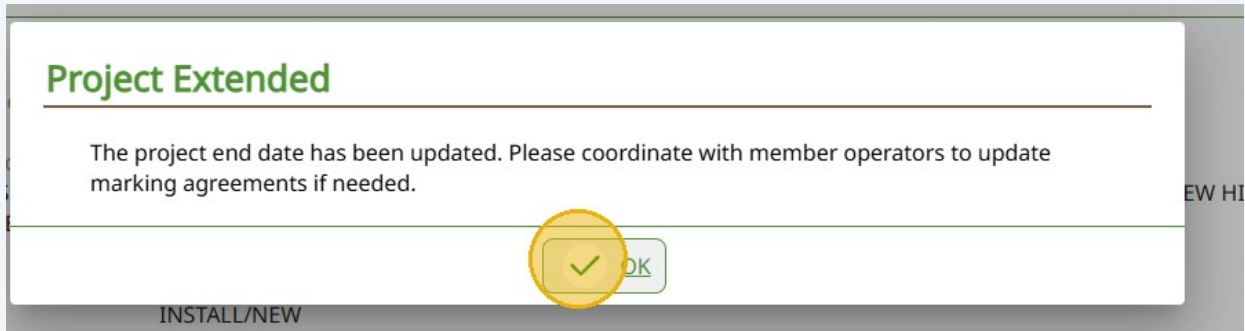 Project Extended
The project end date has been updated. Please coordinate with member operators to update
marking agreements if needed.
EW HI
OK
INSTALL/NEW